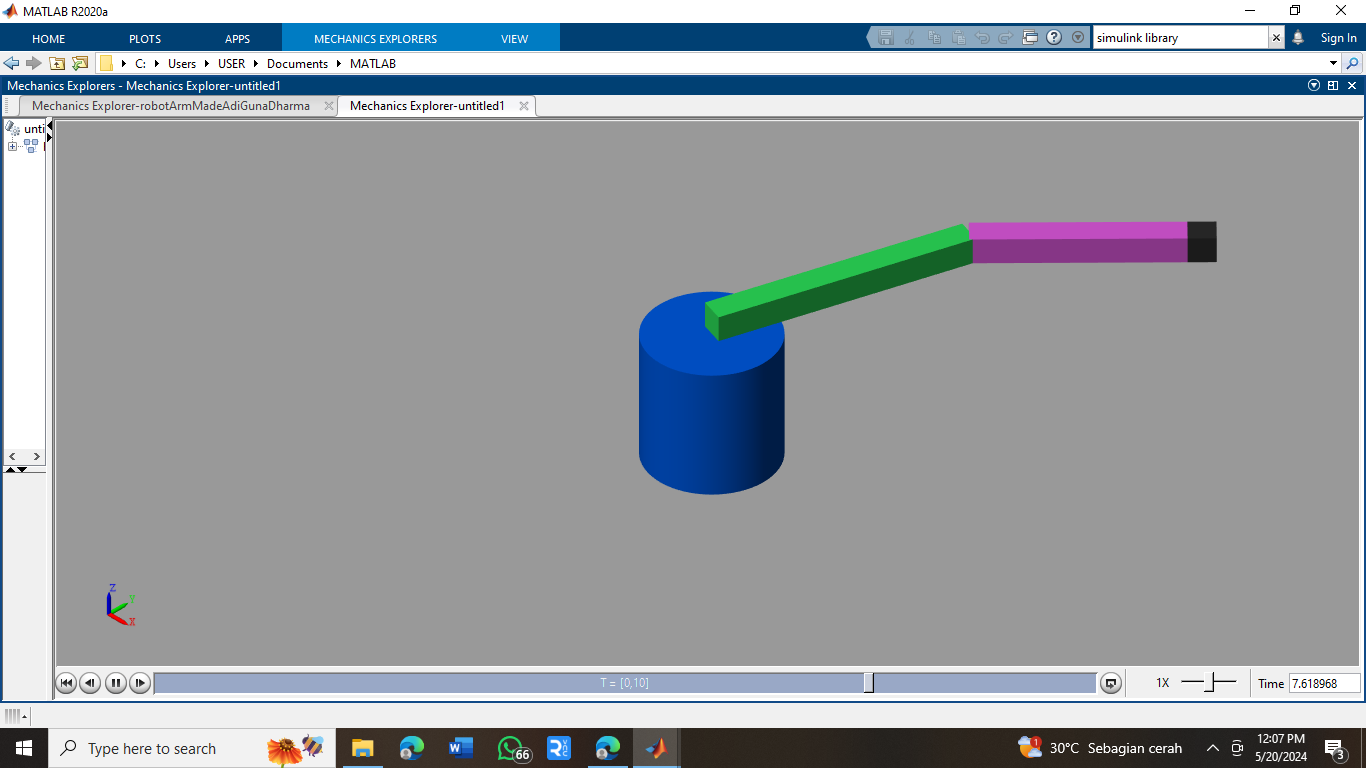 MATLAB R2020a
HOME PLOTS APPS MECHANICS EXPLORERS VIEW simulink library Sign In
C: Users USER Documents MATLAB
Mechanics Explorers - Mechanics Explorer-untitled1
Mechanics Explorer-robotArmMadeAdiGunaDharma Mechanics Explorer-untitled1
unti
Z
Y
X
T = [0,10] 1X Time 7.618968
Type here to search 66 1 30°C Sebagian cerah 12:07 PM
5/20/2024 3